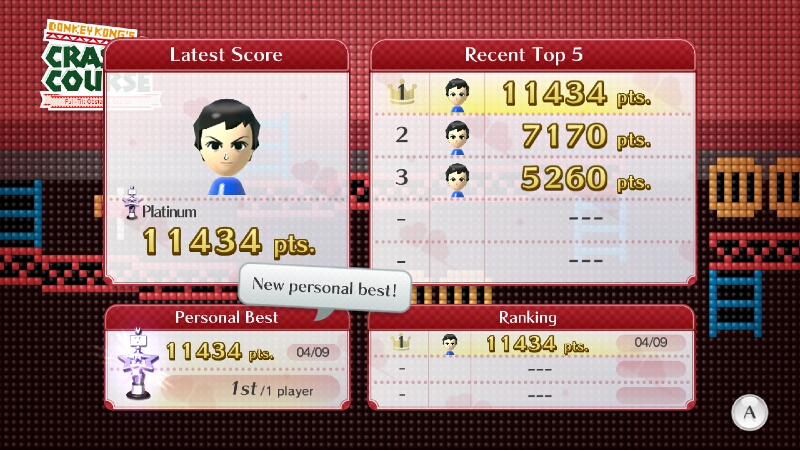 DONKEY KONG'S
CRA
COURSE
Latest Score
Platinum
11434 pts.
Recent Top 5
1 11434 pts.
2 7170 pts.
3 5260 pts.
- ---
- ---
New personal best!
Personal Best
11434 pts. 04/09
1st/1 player
Ranking
1 11434 pts. 04/09
- ---
- ---
A